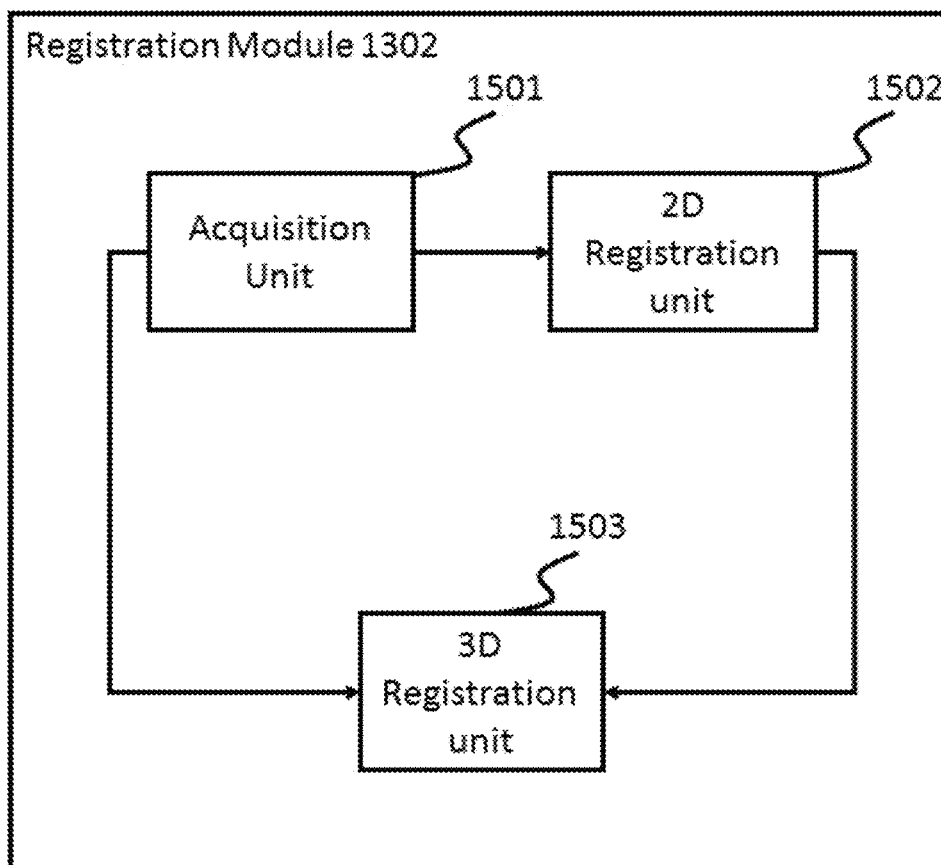 Registration Module 1302
1501
1502
Acquisition
Unit
2D
Registration
unit
1503
3D
Registration
unit